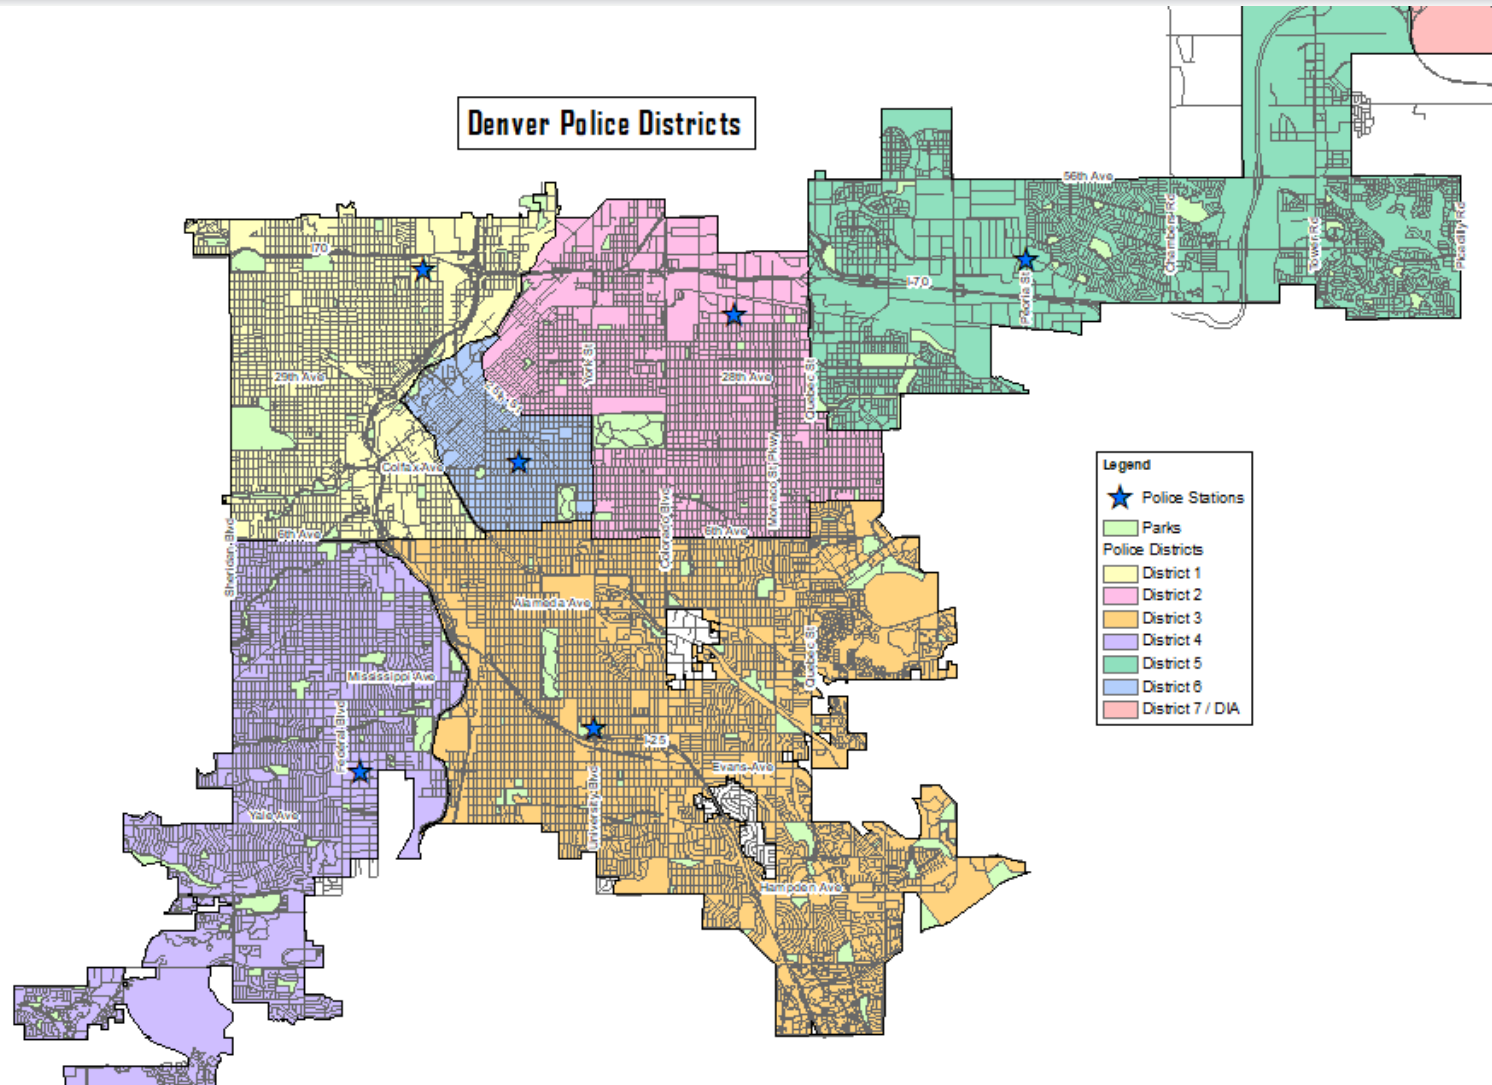 Denver Police Districts
56th Ave
Chambers Rd
Tower Rd
Picadilly Rd
I70
I-70
Peoria St
29th Ave
25th St
York St
28th Ave
Quebec St
Colfax Ave
Monaco St Pkwy
Colorado Blvd
Sheridan Blvd
6th Ave
6th Ave
Alameda Ave
Quebec St
Mississippi Ave
Federal Blvd
I-25
Evans Ave
University Blvd
Yale Ave
Hampden Ave
Legend
Police Stations
Parks
Police Districts
District 1
District 2
District 3
District 4
District 5
District 6
District 7 / DIA